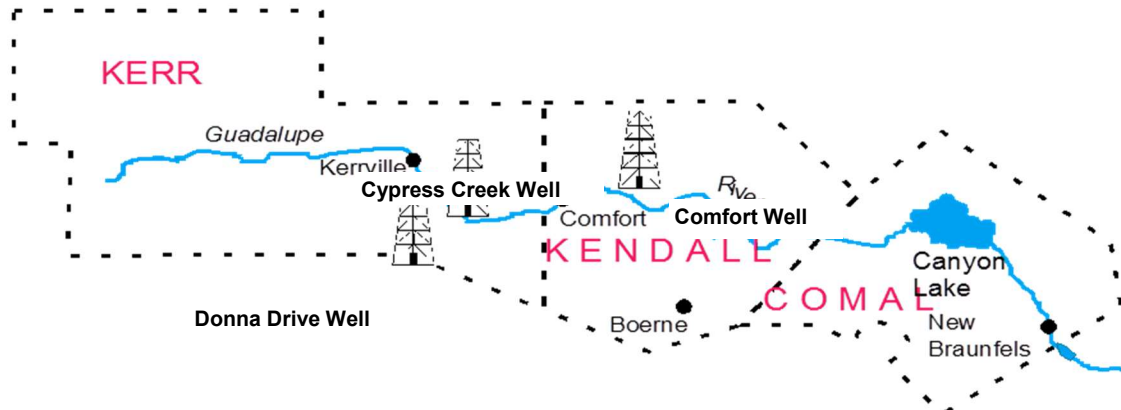 KERR
Guadalupe
Kerrville
Cypress Creek Well
Rive
Comfort
Comfort Well
KENDALL
Canyon
Lake
COMAL
Donna Drive Well
Boerne
New
Braunfels